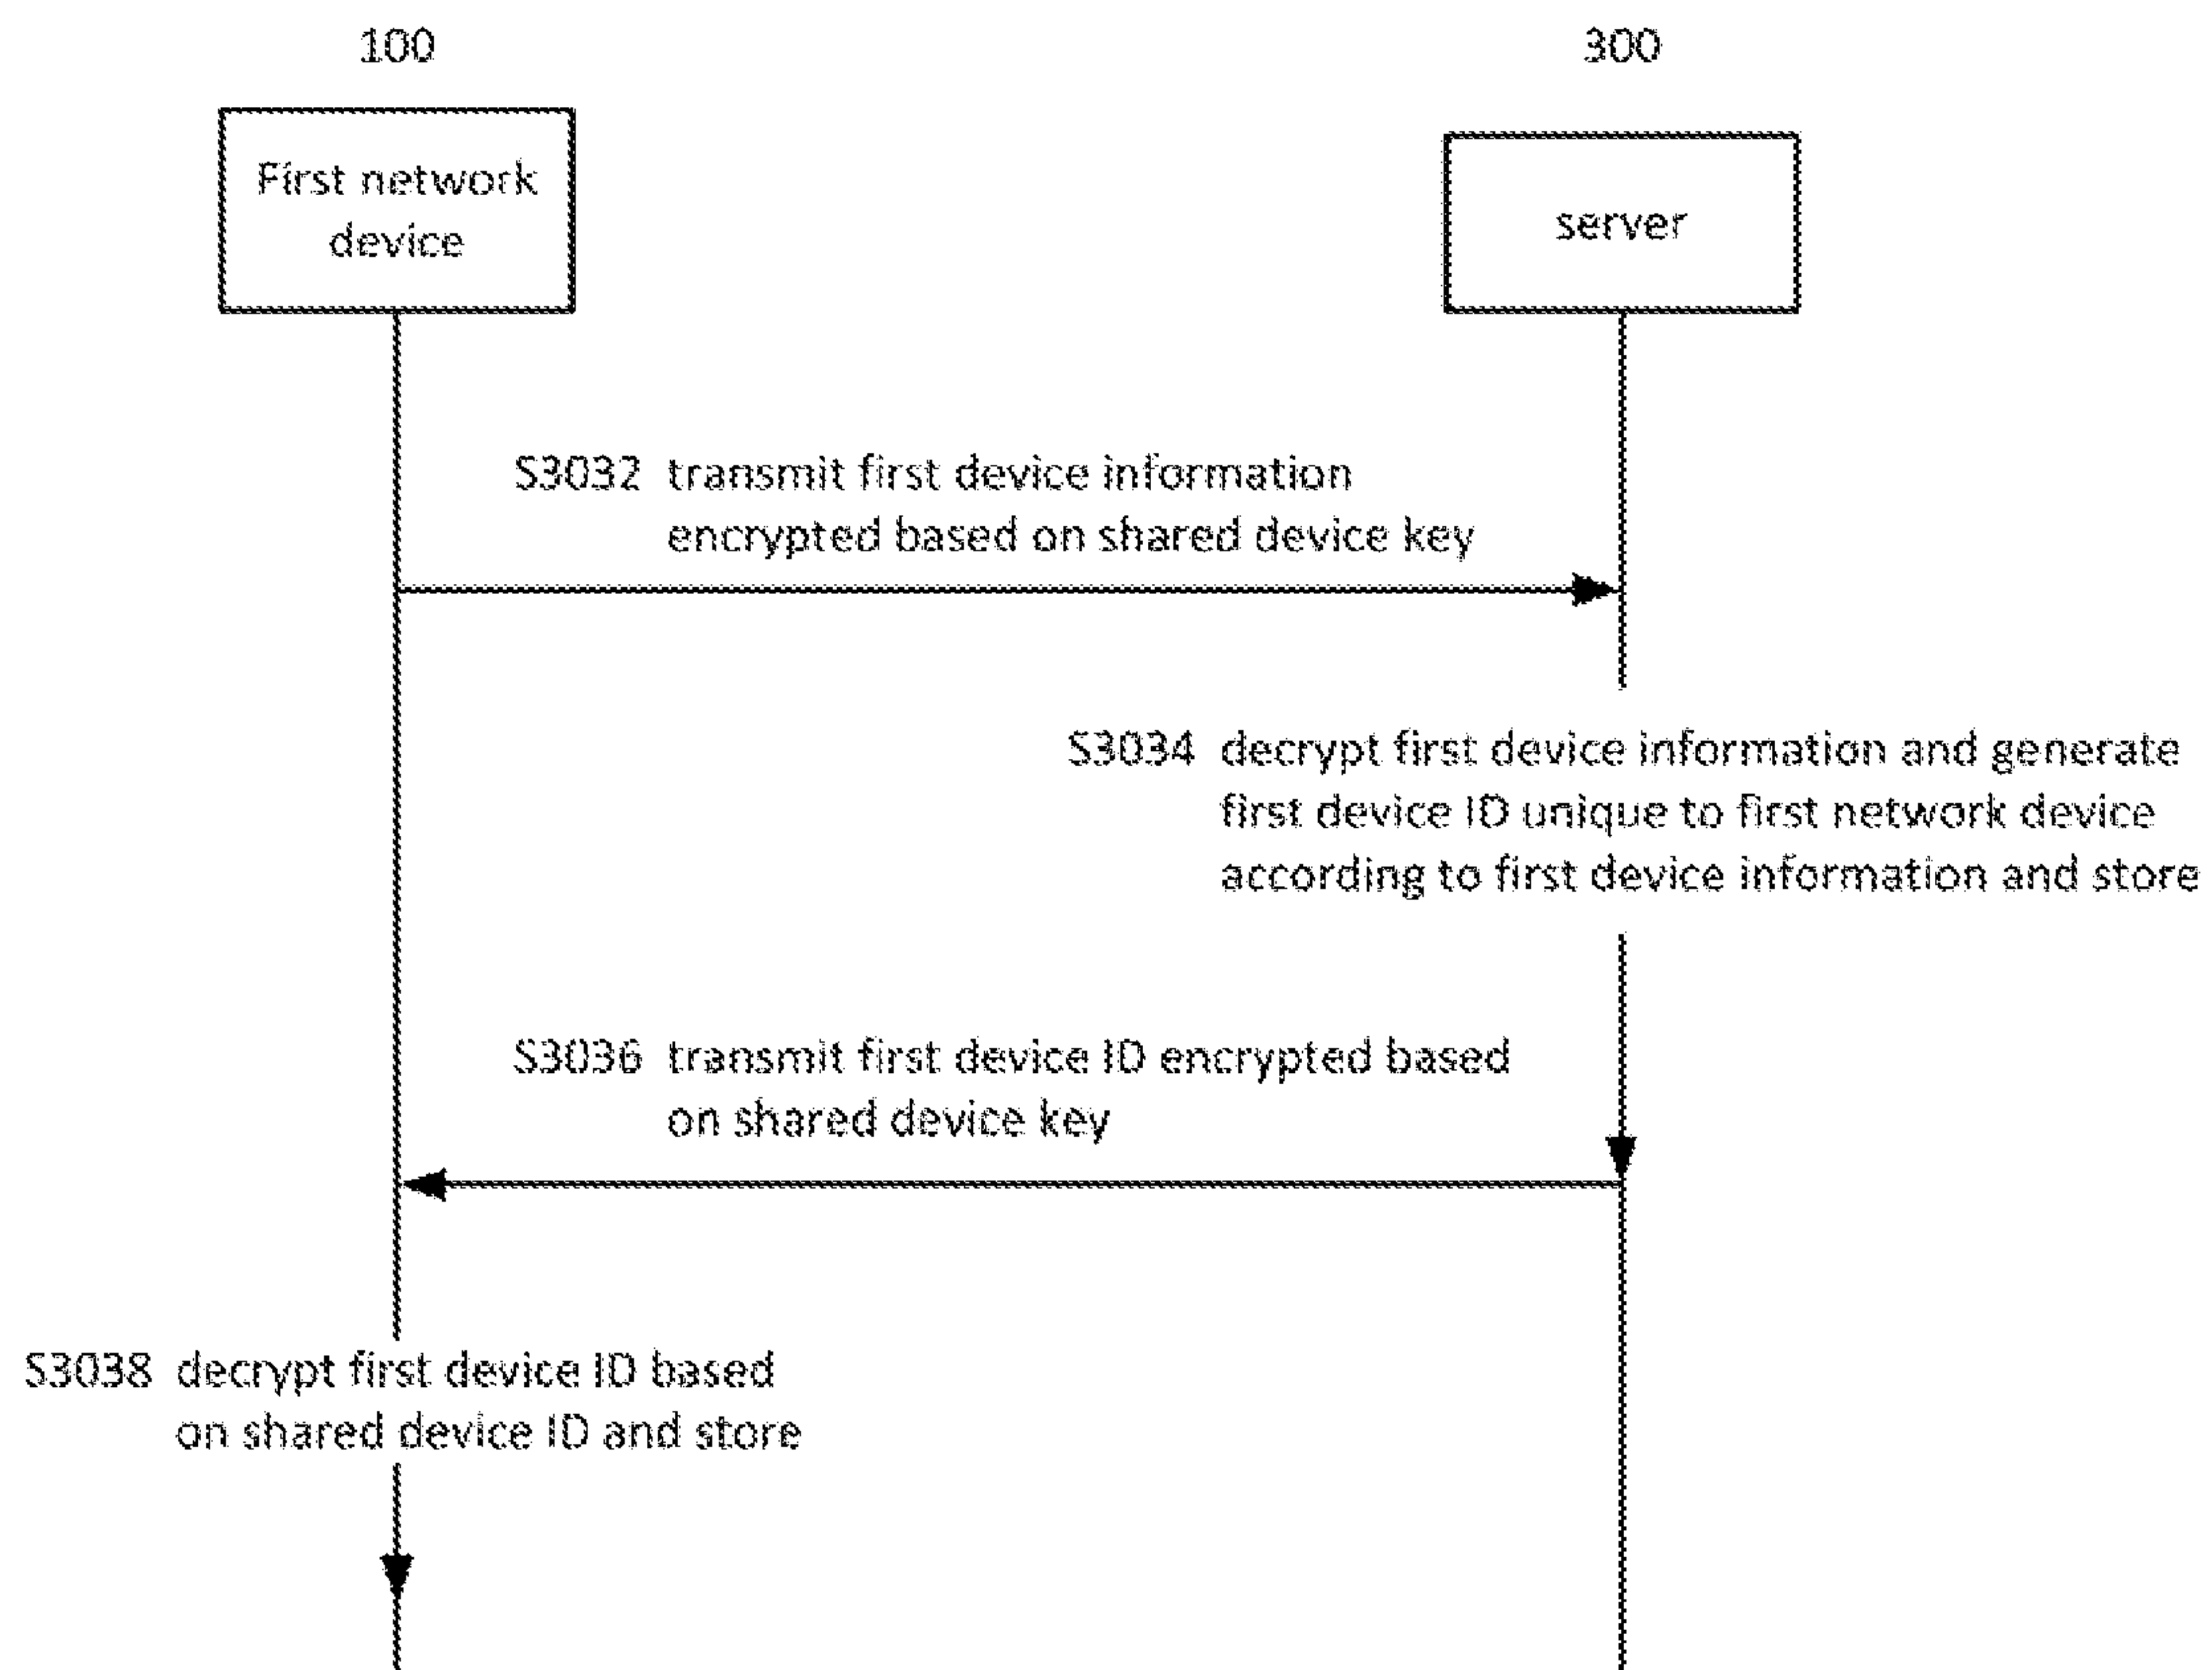 100
300
First network
device
server
S3032 transmit first device information
encrypted based on shared device key
S3034 decrypt first device information and generate
first device ID unique to first network device
according to first device information and store
S3036 transmit first device ID encrypted based
on shared device key
S3038 decrypt first device ID based
on shared device ID and store